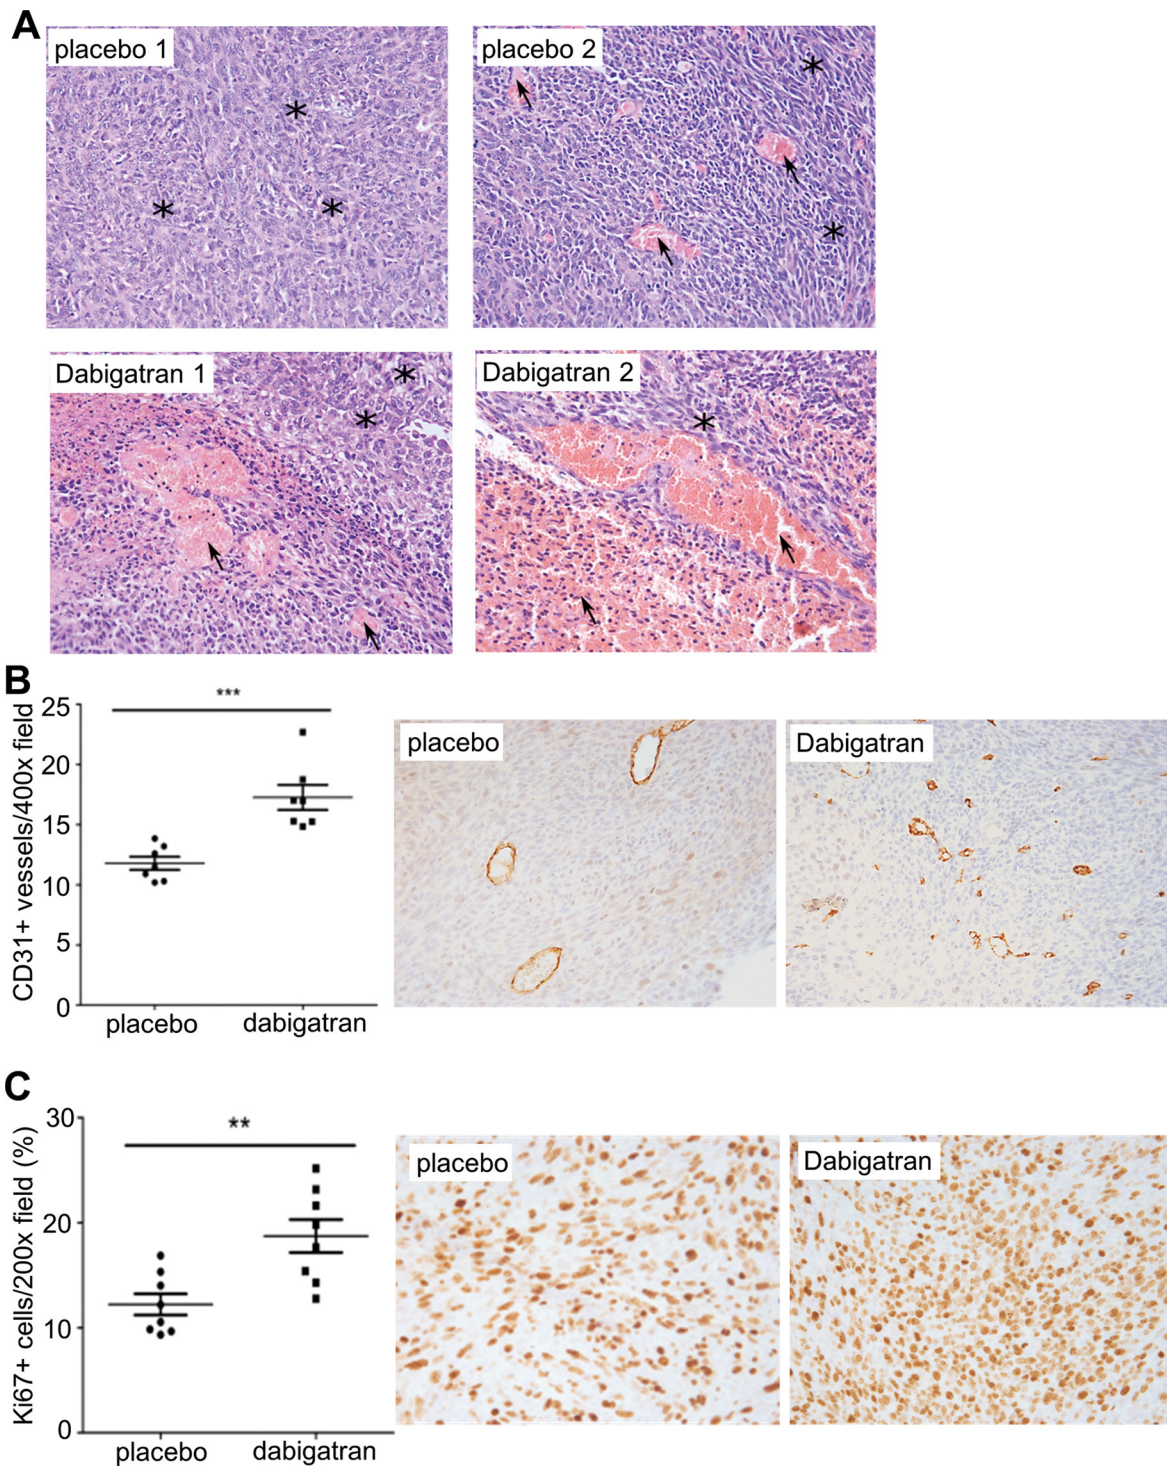 A
placebo 1
placebo 2
*
*
*
*
*
Dabigatran 1
Dabigatran 2
*
*
*
B
CD31+ vessels/400x field
25
20
15
10
5
0
***
placebo
dabigatran
placebo
Dabigatran
C
Ki67+ cells/200x field (%)
30
20
10
0
**
placebo
dabigatran
placebo
Dabigatran